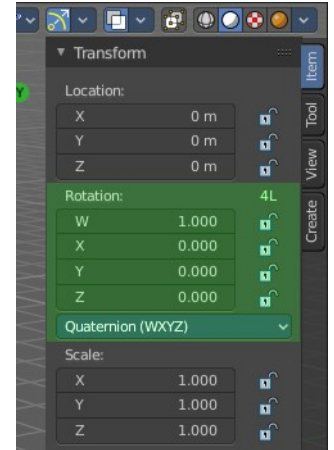 Transform
Item
Location:
X 0 m
Y 0 m
Z 0 m
Tool
View
Create
Y
Rotation: 4L
W 1.000
X 0.000
Y 0.000
Z 0.000
Quaternion (WXYZ)
Scale:
X 1.000
Y 1.000
Z 1.000